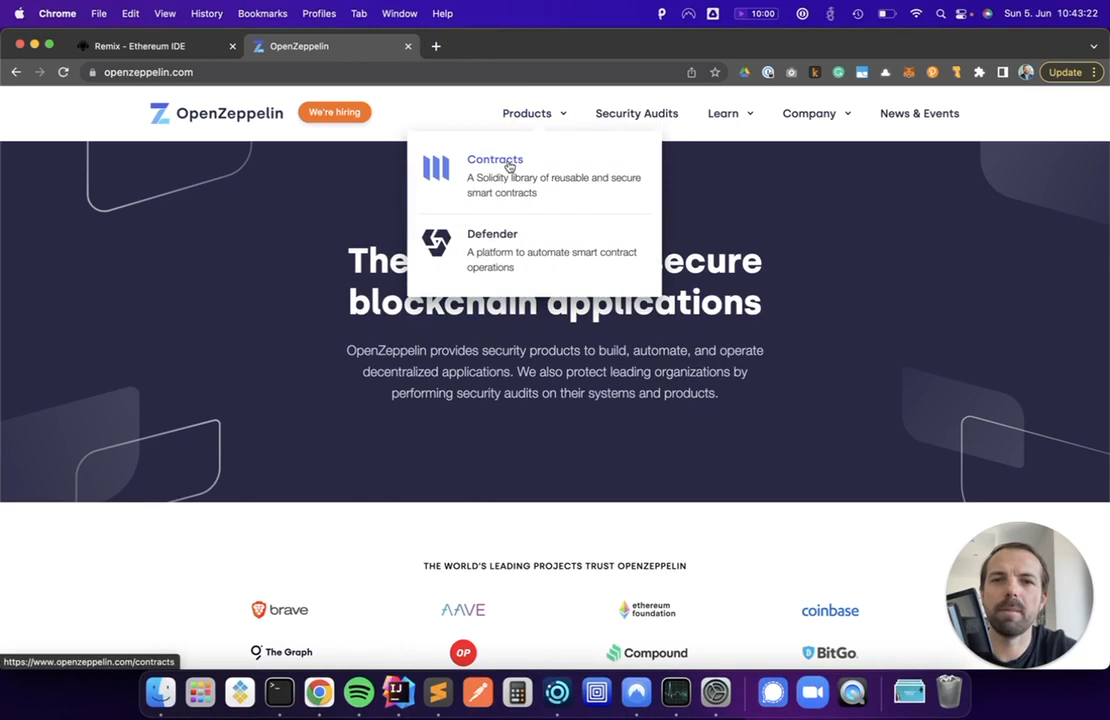 Chrome File Edit View History Bookmarks Profiles Tab Window Help
10:00
Sun 5. Jun 10:43:22
Remix - Ethereum IDE
OpenZeppelin
openzeppelin.com
Update
OpenZeppelin
We're hiring
Products
Security Audits
Learn
Company
News & Events
Contracts
A Solidity library of reusable and secure
smart contracts
Defender
A platform to automate smart contract
operations
The ecure
blockchain applications
OpenZeppelin provides security products to build, automate, and operate
decentralized applications. We also protect leading organizations by
performing security audits on their systems and products.
THE WORLD'S LEADING PROJECTS TRUST OPENZEPPELIN
brave
AAVE
ethereum
foundation
coinbase
The Graph
OP
Compound
BitGo
https://www.openzeppelin.com/contracts